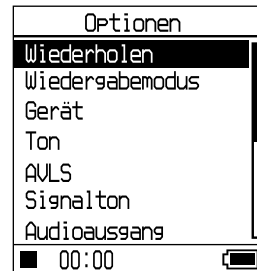 Optionen
Wiederholen
Wiedergabemodus
Gerät
Ton
AVLS
Signalton
Audioausgang
00:00